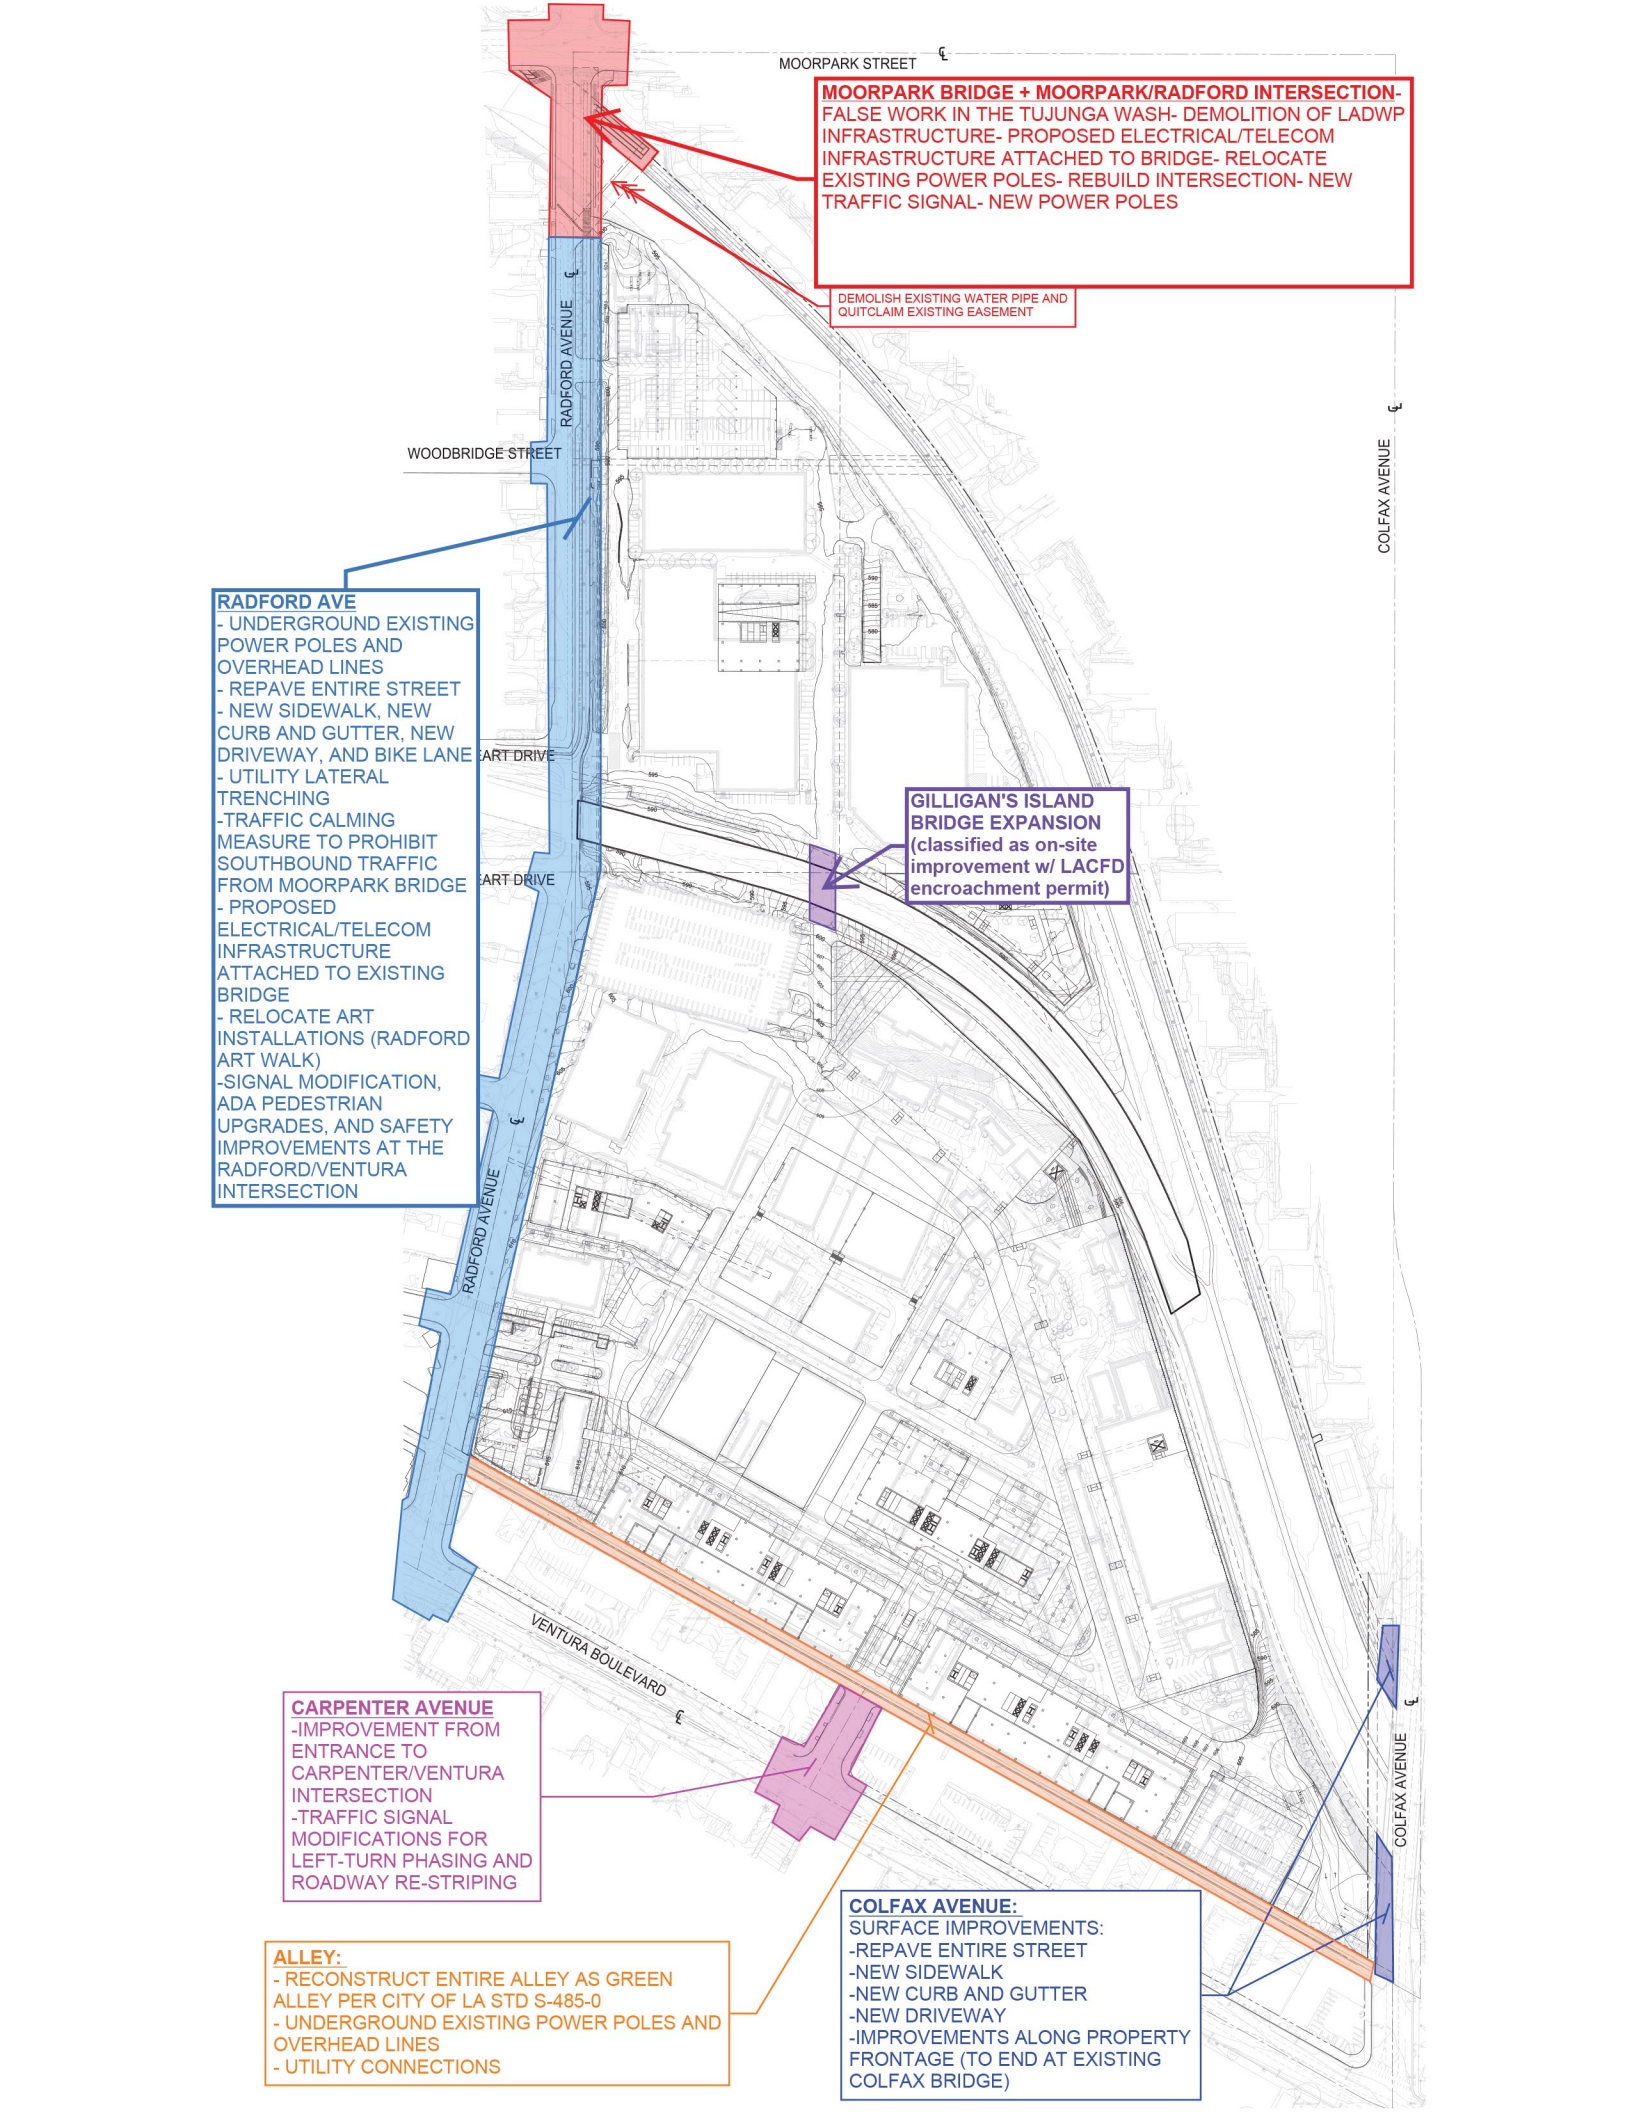 MOORPARK STREET
MOORPARK BRIDGE + MOORPARK/RADFORD INTERSECTION-
FALSE WORK IN THE TUJUNGA WASH- DEMOLITION OF LADWP
INFRASTRUCTURE- PROPOSED ELECTRICAL/TELECOM
INFRASTRUCTURE ATTACHED TO BRIDGE- RELOCATE
EXISTING POWER POLES- REBUILD INTERSECTION- NEW
TRAFFIC SIGNAL- NEW POWER POLES
DEMOLISH EXISTING WATER PIPE AND
QUITCLAIM EXISTING EASEMENT
RADFORD AVENUE
WOODBRIDGE STREET
COLFAX AVENUE
RADFORD AVE
- UNDERGROUND EXISTING
POWER POLES AND
OVERHEAD LINES
- REPAVE ENTIRE STREET
- NEW SIDEWALK, NEW
CURB AND GUTTER, NEW
DRIVEWAY, AND BIKE LANE
- UTILITY LATERAL
TRENCHING
-TRAFFIC CALMING
MEASURE TO PROHIBIT
SOUTHBOUND TRAFFIC
FROM MOORPARK BRIDGE
- PROPOSED
ELECTRICAL/TELECOM
INFRASTRUCTURE
ATTACHED TO EXISTING
BRIDGE
- RELOCATE ART
INSTALLATIONS (RADFORD
ART WALK)
-SIGNAL MODIFICATION,
ADA PEDESTRIAN
UPGRADES, AND SAFETY
IMPROVEMENTS AT THE
RADFORD/VENTURA
INTERSECTION
EART DRIVE
EART DRIVE
GILLIGAN'S ISLAND
BRIDGE EXPANSION
(classified as on-site
improvement w/ LACFD
encroachment permit)
RADFORD AVENUE
VENTURA BOULEVARD
CARPENTER AVENUE
-IMPROVEMENT FROM
ENTRANCE TO
CARPENTER/VENTURA
INTERSECTION
-TRAFFIC SIGNAL
MODIFICATIONS FOR
LEFT-TURN PHASING AND
ROADWAY RE-STRIPING
COLFAX AVENUE
ALLEY:
- RECONSTRUCT ENTIRE ALLEY AS GREEN
ALLEY PER CITY OF LA STD S-485-0
- UNDERGROUND EXISTING POWER POLES AND
OVERHEAD LINES
- UTILITY CONNECTIONS
COLFAX AVENUE:
SURFACE IMPROVEMENTS:
-REPAVE ENTIRE STREET
-NEW SIDEWALK
-NEW CURB AND GUTTER
-NEW DRIVEWAY
-IMPROVEMENTS ALONG PROPERTY
FRONTAGE (TO END AT EXISTING
COLFAX BRIDGE)